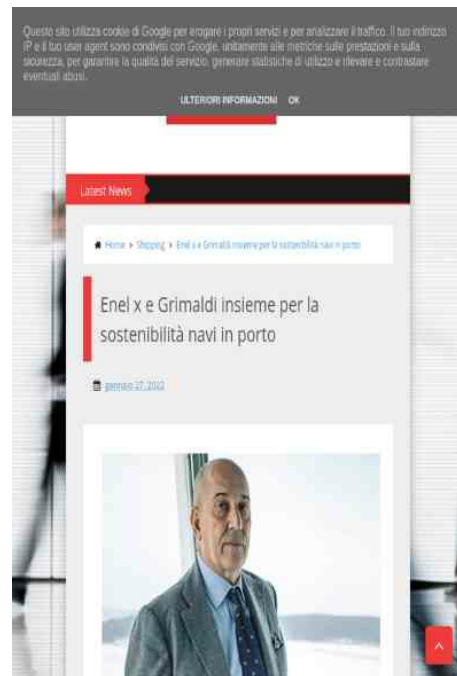 Questo sito utilizza cookie di Google per erogare i propri servizi e per analizzare il traffico. Il tuo indirizzo
IP e il tuo user agent sono condivisi con Google, unitamente alle metriche sulle prestazioni e sulla
sicurezza, per garantire la qualità del servizio, generare statistiche di utilizzo e rilevare e contrastare
eventuali abusi.
ULTERIORI INFORMAZIONI OK
Latest News
Home Shipping Enel x e Grimaldi insieme per la sostenibilità navi in porto
Enel x e Grimaldi insieme per la
sostenibilità navi in porto
gennaio 27, 2022